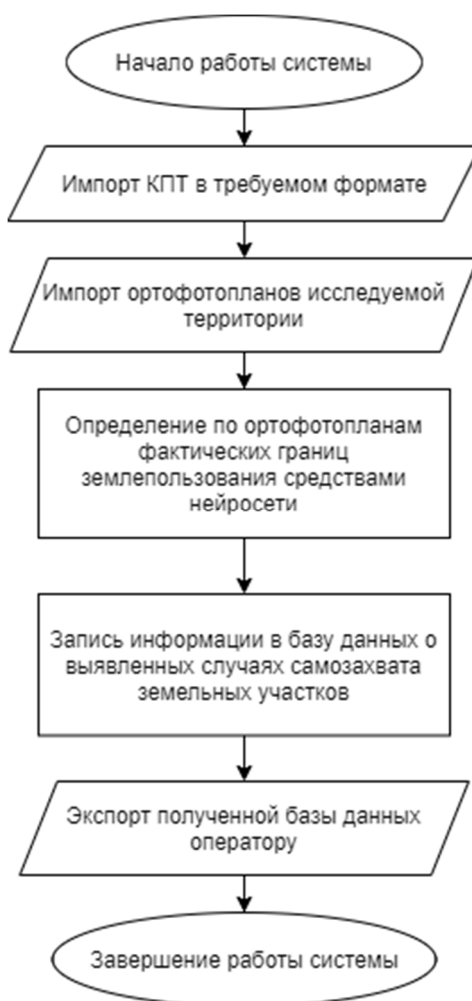 Начало работы системы
Импорт КПТ в требуемом формате
Импорт ортофотопланов исследуемой
территории
Определение по ортофотопланам
фактических границ
землепользования средствами
нейросети
Запись информации в базу данных о
выявленных случаях самозахвата
земельных участков
Экспорт полученной базы данных
оператору
Завершение работы системы